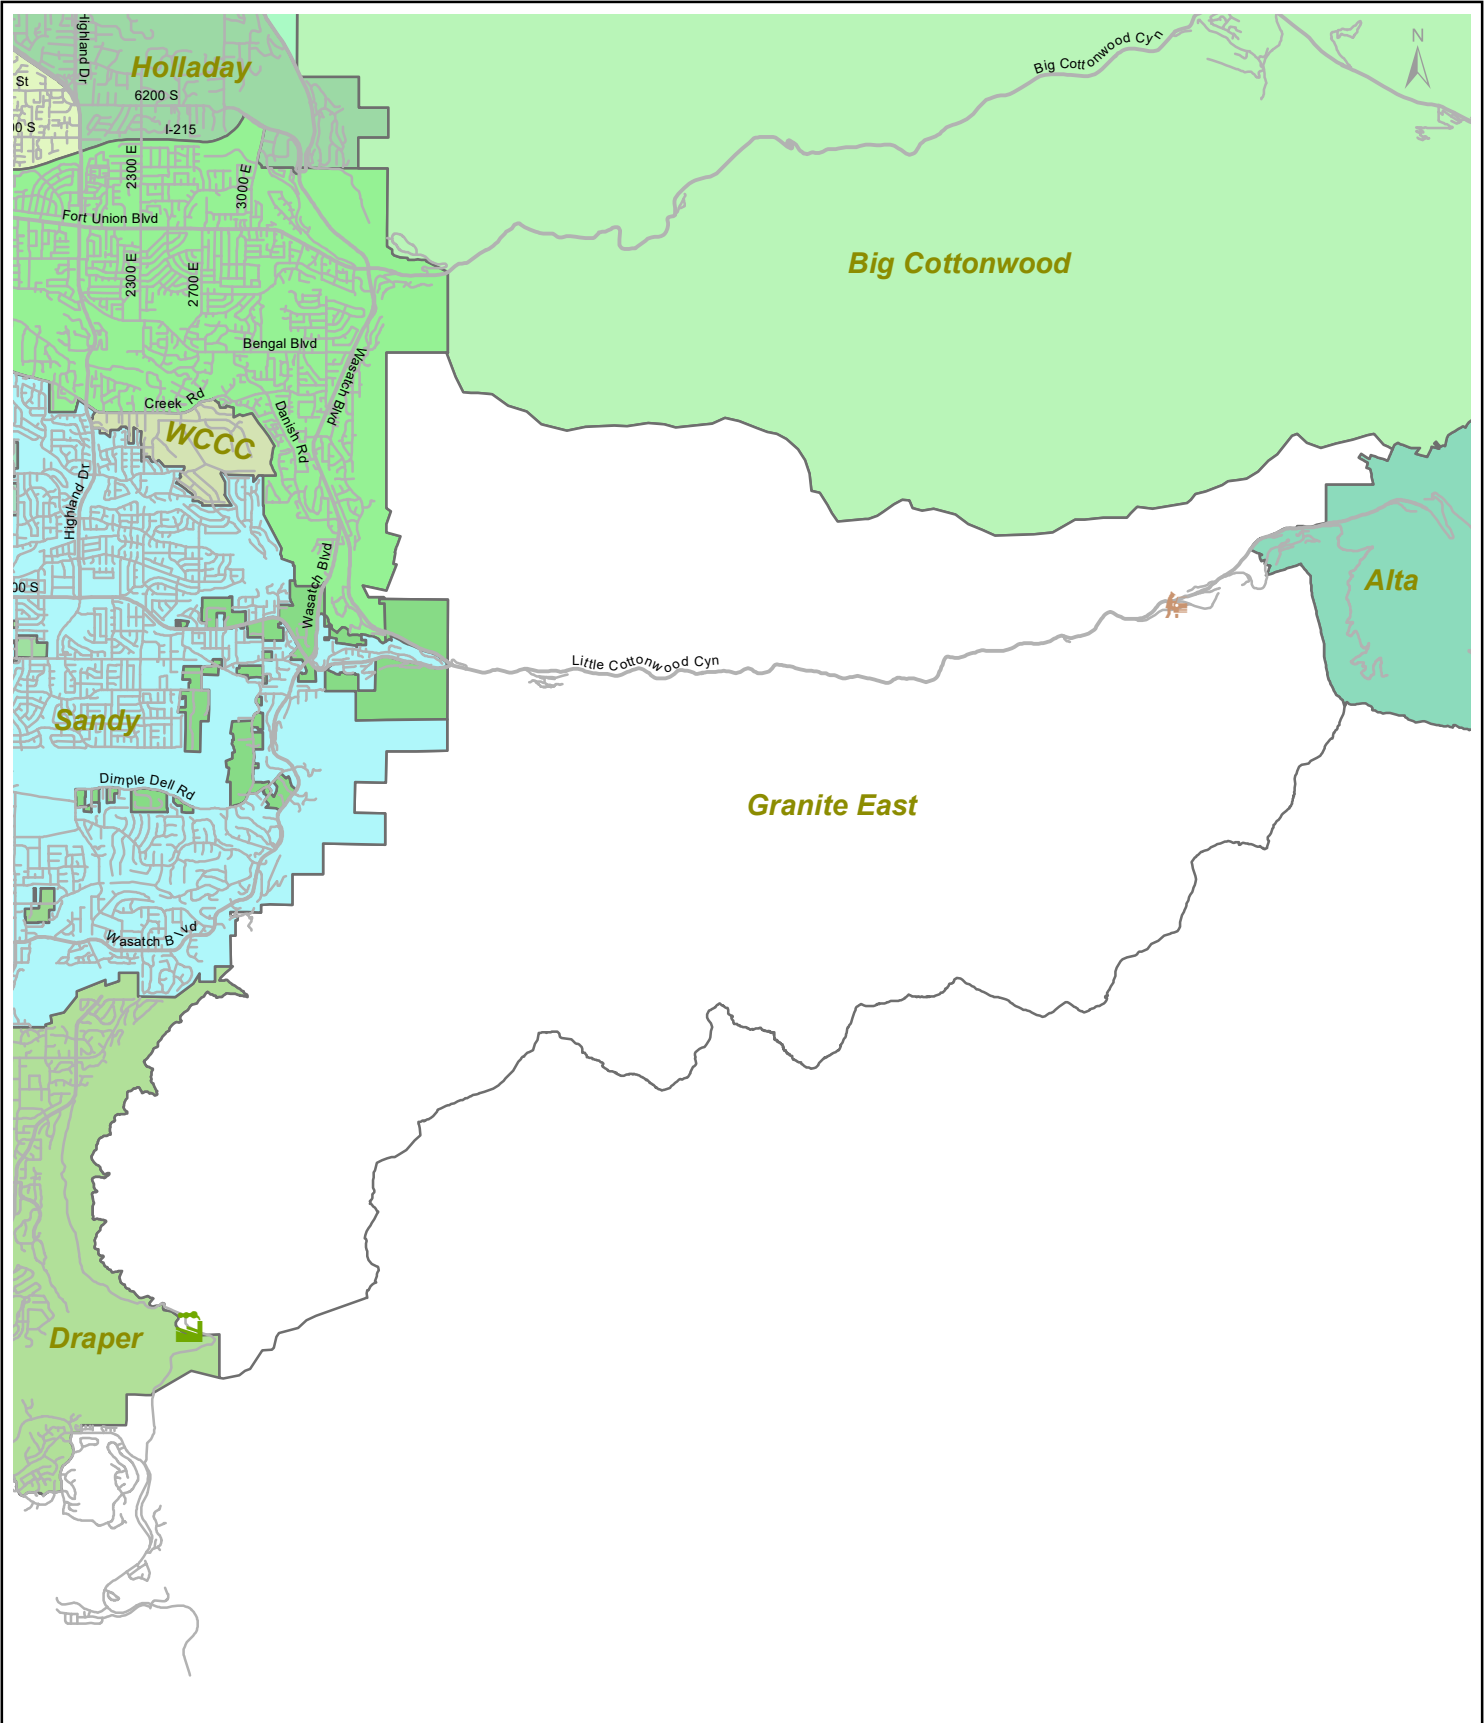 Highland Dr
Holladay
Big Cottonwood Cyn
N
St
6200 S
I-215
2300 E
3000 E
Fort Union Blvd
2300 E
2700 E
Big Cottonwood
Bengal Blvd
Wasatch Blvd
Creek Rd
Danish Rd
WCCC
Highland Dr
Wasatch Blvd
Alta
Little Cottonwood Cyn
Sandy
Dimple Dell Rd
Granite East
Wasatch Blvd
Draper